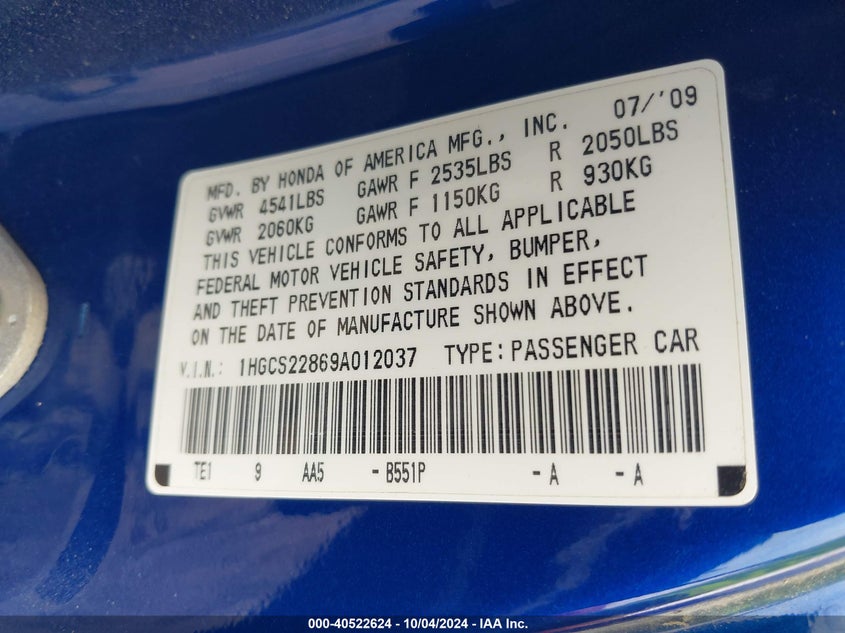 07/'09
MFD. BY HONDA OF AMERICA MFG., INC.
GVWR 4541LBS GAWR F 2535LBS R 2050LBS
GVWR 2060KG GAWR F 1150KG R 930KG
THIS VEHICLE CONFORMS TO ALL APPLICABLE
FEDERAL MOTOR VEHICLE SAFETY, BUMPER,
AND THEFT PREVENTION STANDARDS IN EFFECT
ON THE DATE OF MANUFACTURE SHOWN ABOVE.
V.I.N.: 1HGCS22869A012037 TYPE: PASSENGER CAR
TE1 9 AA5 - B551P - A - A
000-40522624 - 10/04/2024 - IAA Inc.